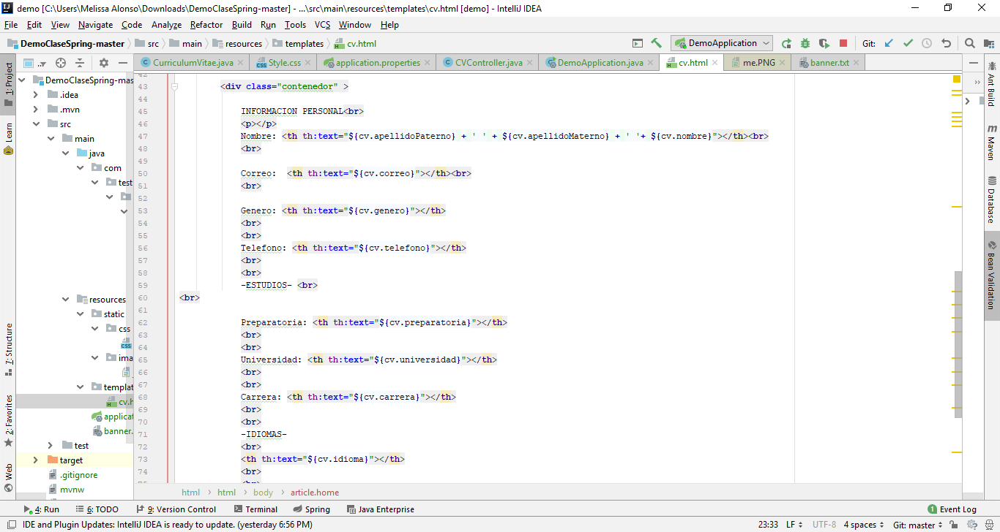 demo [C:\Users\Melissa Alonso\Downloads\DemoClaseSpring-master] - ...\src\main\resources\templates\cv.html [demo] - IntelliJ IDEA
File Edit View Navigate Code Analyze Refactor Build Run Tools VCS Window Help
DemoClaseSpring-master src main resources templates cv.html DemoApplication Git:
CurriculumVitae.java Style.css application.properties CVController.java DemoApplication.java cv.html me.PNG banner.txt
1: Project
Learn
7: Structure
2: Favorites
Web
DemoClaseSpring-mas
.idea
.mvn
src
main
java
com
test
resources
static
css
ima
templat
cv.h
applicat
banner.
test
target
.gitignore
mvnw
42
43 <div class="contenedor" >
44
45 INFORMACION PERSONAL<br>
46 <p></p>
47 Nombre: <th th:text="${cv.apellidoPaterno} + ' ' + ${cv.apellidoMaterno} + ' '+ ${cv.nombre}"></th><br>
48 <br>
49
50 Correo:  <th th:text="${cv.correo}"></th><br>
51 <br>
52
53 Genero: <th th:text="${cv.genero}"></th>
54 <br>
55 <br>
56 Telefono: <th th:text="${cv.telefono}"></th>
57 <br>
58 <br>
59 -ESTUDIOS- <br>
60 <br>
61
62 Preparatoria: <th th:text="${cv.preparatoria}"></th>
63 <br>
64 <br>
65 Universidad: <th th:text="${cv.universidad}"></th>
66 <br>
67 <br>
68 Carrera: <th th:text="${cv.carrera}"></th>
69 <br>
70 <br>
71 -IDIOMAS-
72 <br>
73 <th th:text="${cv.idioma}"></th>
74 <br>
html html body article.home
Ant Build
Maven
Database
Bean Validation
4: Run 6: TODO 9: Version Control Terminal Spring Java Enterprise 1 Event Log
IDE and Plugin Updates: IntelliJ IDEA is ready to update. (yesterday 6:56 PM) 23:33 LF UTF-8 4 spaces Git: master